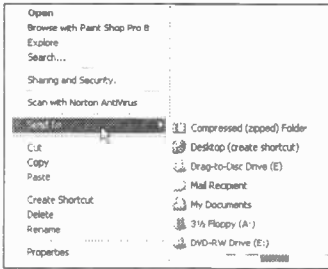 Open
Browse with Paint Shop Pro 8
Explore
Search...
Sharing and Security.
Scan with Norton AntiVirus
Send To
Cut
Copy
Paste
Create Shortcut
Delete
Rename
Properties
Compressed (zipped) Folder
Desktop (create shortcut)
Drag-to-Disc Drive (E)
Mail Recipient
My Documents
3½ Floppy (A:)
DVD-RW Drive (E:)